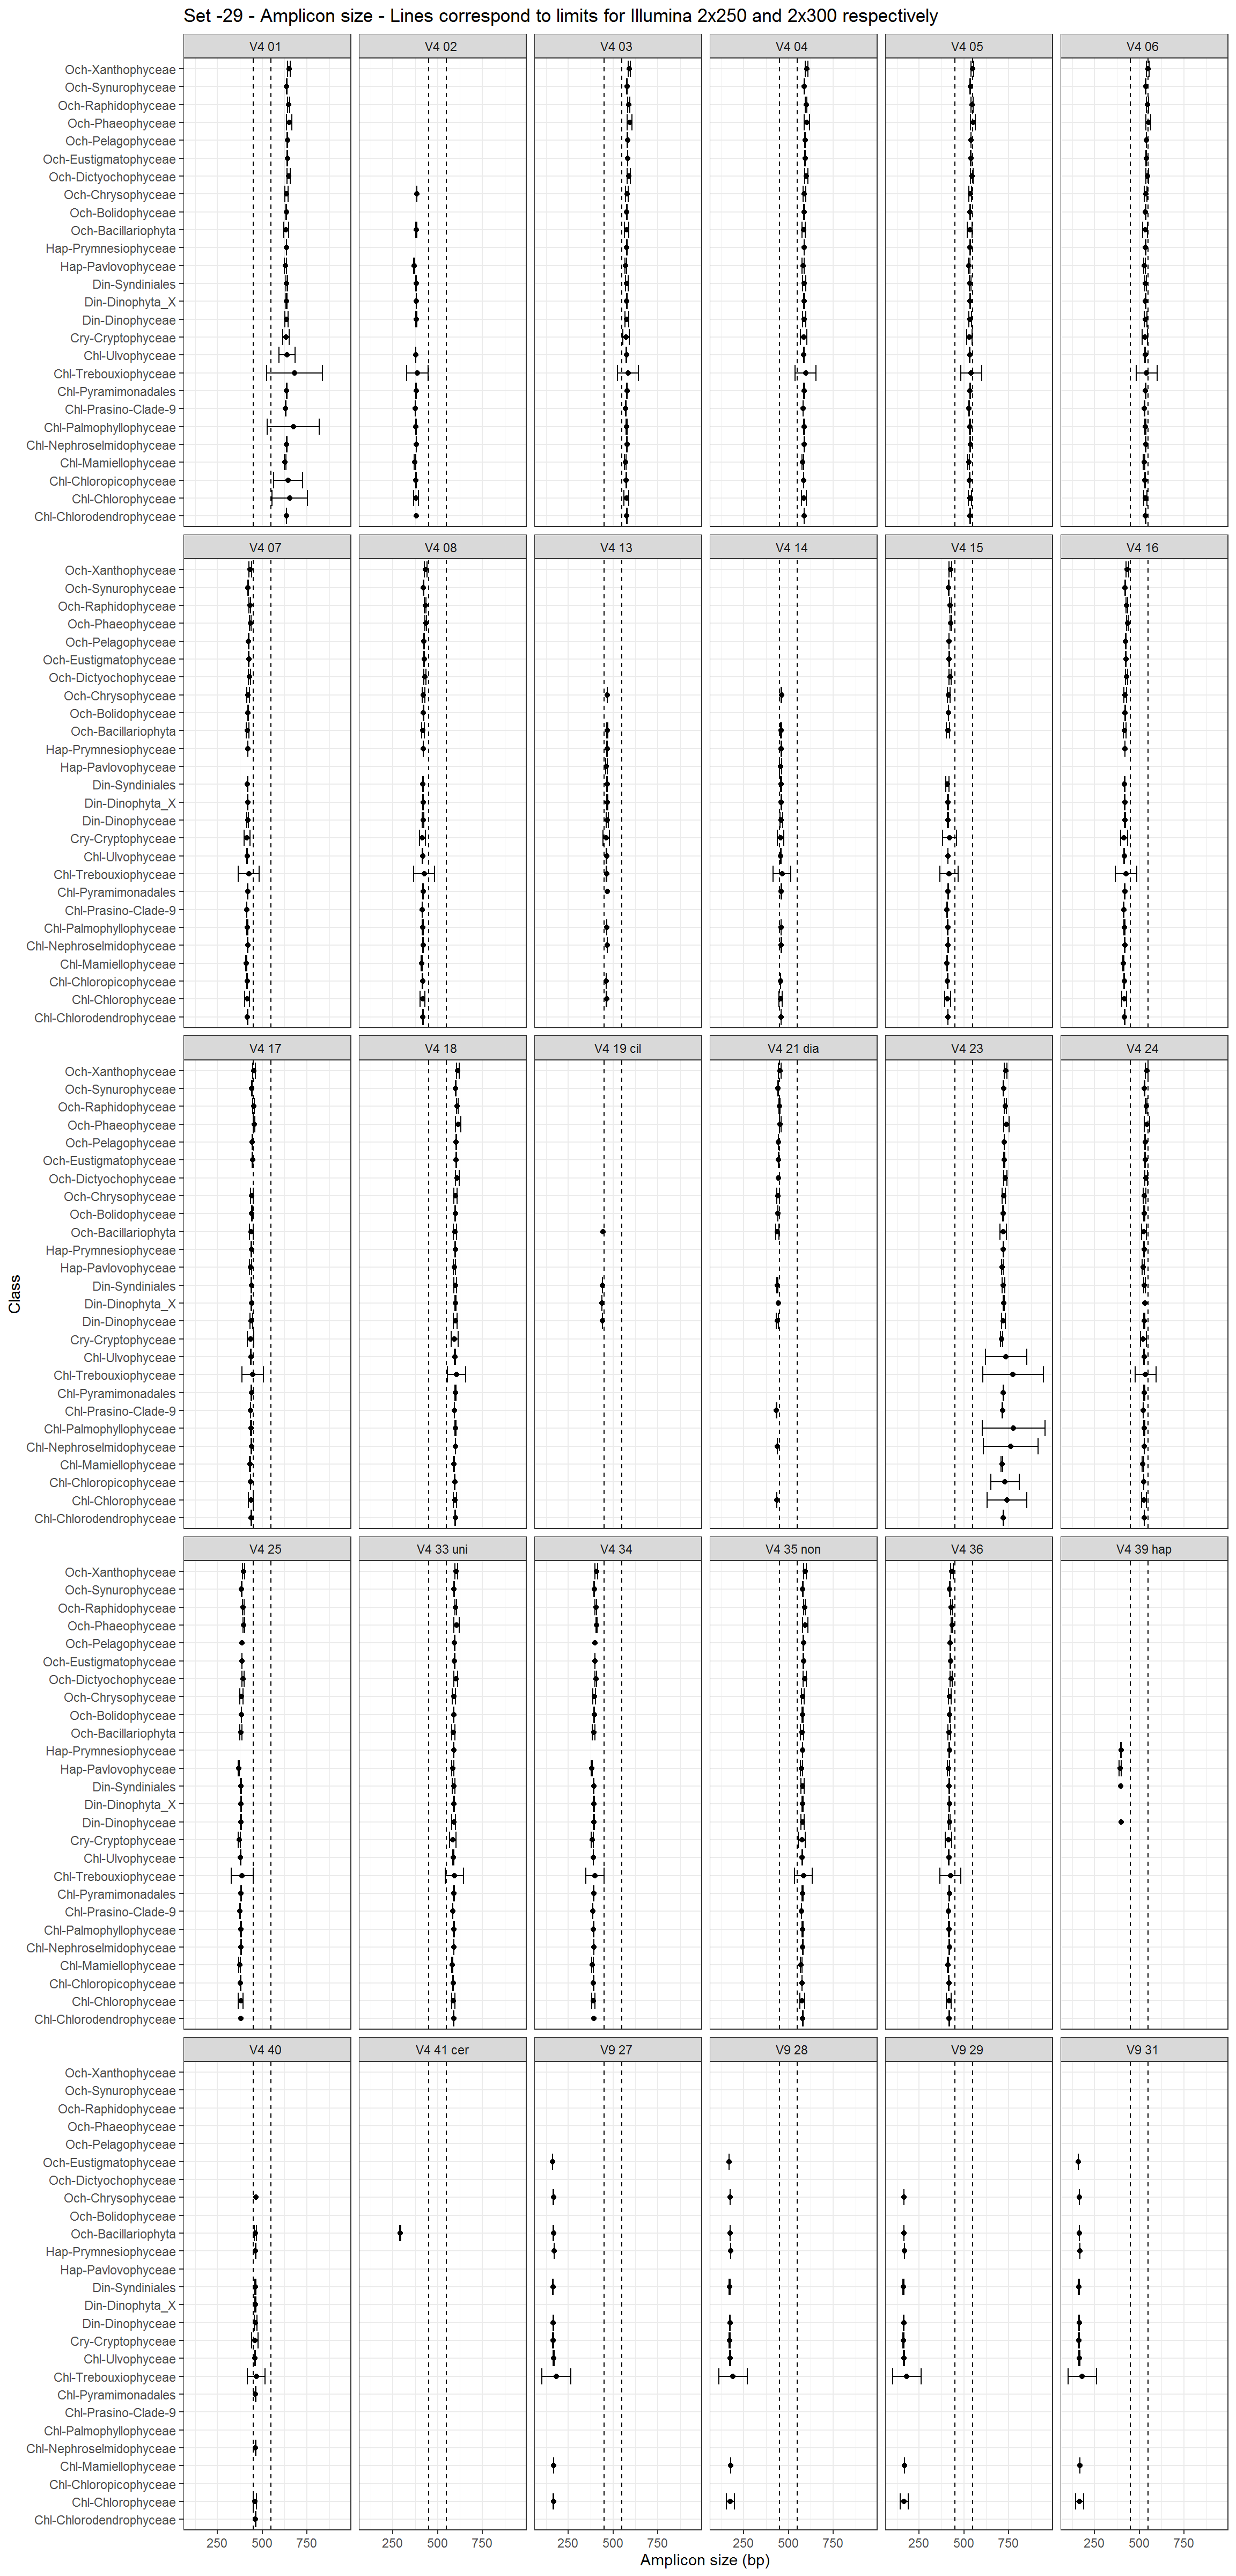 Set -29 - Amplicon size - Lines correspond to limits for Illumina 2x250 and 2x300 respectively
V4 01 V4 02 V4 03 V4 04 V4 05 V4 06
Och-Xanthophyceae
Och-Synurophyceae
Och-Raphidophyceae
Och-Phaeophyceae
Och-Pelagophyceae
Och-Eustigmatophyceae
Och-Dictyochophyceae
Och-Chrysophyceae
Och-Bolidophyceae
Och-Bacillariophyta
Hap-Prymnesiophyceae
Hap-Pavlovophyceae
Din-Syndiniales
Din-Dinophyta_X
Din-Dinophyceae
Cry-Cryptophyceae
Chl-Ulvophyceae
Chl-Trebouxiophyceae
Chl-Pyramimonadales
Chl-Prasino-Clade-9
Chl-Palmophyllophyceae
Chl-Nephroselmidophyceae
Chl-Mamiellophyceae
Chl-Chloropicophyceae
Chl-Chlorophyceae
Chl-Chlorodendrophyceae
V4 07 V4 08 V4 13 V4 14 V4 15 V4 16
Och-Xanthophyceae
Och-Synurophyceae
Och-Raphidophyceae
Och-Phaeophyceae
Och-Pelagophyceae
Och-Eustigmatophyceae
Och-Dictyochophyceae
Och-Chrysophyceae
Och-Bolidophyceae
Och-Bacillariophyta
Hap-Prymnesiophyceae
Hap-Pavlovophyceae
Din-Syndiniales
Din-Dinophyta_X
Din-Dinophyceae
Cry-Cryptophyceae
Chl-Ulvophyceae
Chl-Trebouxiophyceae
Chl-Pyramimonadales
Chl-Prasino-Clade-9
Chl-Palmophyllophyceae
Chl-Nephroselmidophyceae
Chl-Mamiellophyceae
Chl-Chloropicophyceae
Chl-Chlorophyceae
Chl-Chlorodendrophyceae
V4 17 V4 18 V4 19 cil V4 21 dia V4 23 V4 24
Och-Xanthophyceae
Och-Synurophyceae
Och-Raphidophyceae
Och-Phaeophyceae
Och-Pelagophyceae
Och-Eustigmatophyceae
Och-Dictyochophyceae
Och-Chrysophyceae
Och-Bolidophyceae
Och-Bacillariophyta
Hap-Prymnesiophyceae
Hap-Pavlovophyceae
Din-Syndiniales
Din-Dinophyta_X
Din-Dinophyceae
Cry-Cryptophyceae
Chl-Ulvophyceae
Chl-Trebouxiophyceae
Chl-Pyramimonadales
Chl-Prasino-Clade-9
Chl-Palmophyllophyceae
Chl-Nephroselmidophyceae
Chl-Mamiellophyceae
Chl-Chloropicophyceae
Chl-Chlorophyceae
Chl-Chlorodendrophyceae
Class
V4 25 V4 33 uni V4 34 V4 35 non V4 36 V4 39 hap
Och-Xanthophyceae
Och-Synurophyceae
Och-Raphidophyceae
Och-Phaeophyceae
Och-Pelagophyceae
Och-Eustigmatophyceae
Och-Dictyochophyceae
Och-Chrysophyceae
Och-Bolidophyceae
Och-Bacillariophyta
Hap-Prymnesiophyceae
Hap-Pavlovophyceae
Din-Syndiniales
Din-Dinophyta_X
Din-Dinophyceae
Cry-Cryptophyceae
Chl-Ulvophyceae
Chl-Trebouxiophyceae
Chl-Pyramimonadales
Chl-Prasino-Clade-9
Chl-Palmophyllophyceae
Chl-Nephroselmidophyceae
Chl-Mamiellophyceae
Chl-Chloropicophyceae
Chl-Chlorophyceae
Chl-Chlorodendrophyceae
V4 40 V4 41 cer V9 27 V9 28 V9 29 V9 31
Och-Xanthophyceae
Och-Synurophyceae
Och-Raphidophyceae
Och-Phaeophyceae
Och-Pelagophyceae
Och-Eustigmatophyceae
Och-Dictyochophyceae
Och-Chrysophyceae
Och-Bolidophyceae
Och-Bacillariophyta
Hap-Prymnesiophyceae
Hap-Pavlovophyceae
Din-Syndiniales
Din-Dinophyta_X
Din-Dinophyceae
Cry-Cryptophyceae
Chl-Ulvophyceae
Chl-Trebouxiophyceae
Chl-Pyramimonadales
Chl-Prasino-Clade-9
Chl-Palmophyllophyceae
Chl-Nephroselmidophyceae
Chl-Mamiellophyceae
Chl-Chloropicophyceae
Chl-Chlorophyceae
Chl-Chlorodendrophyceae
250 500 750 250 500 750 250 500 750 250 500 750 250 500 750 250 500 750
Amplicon size (bp)